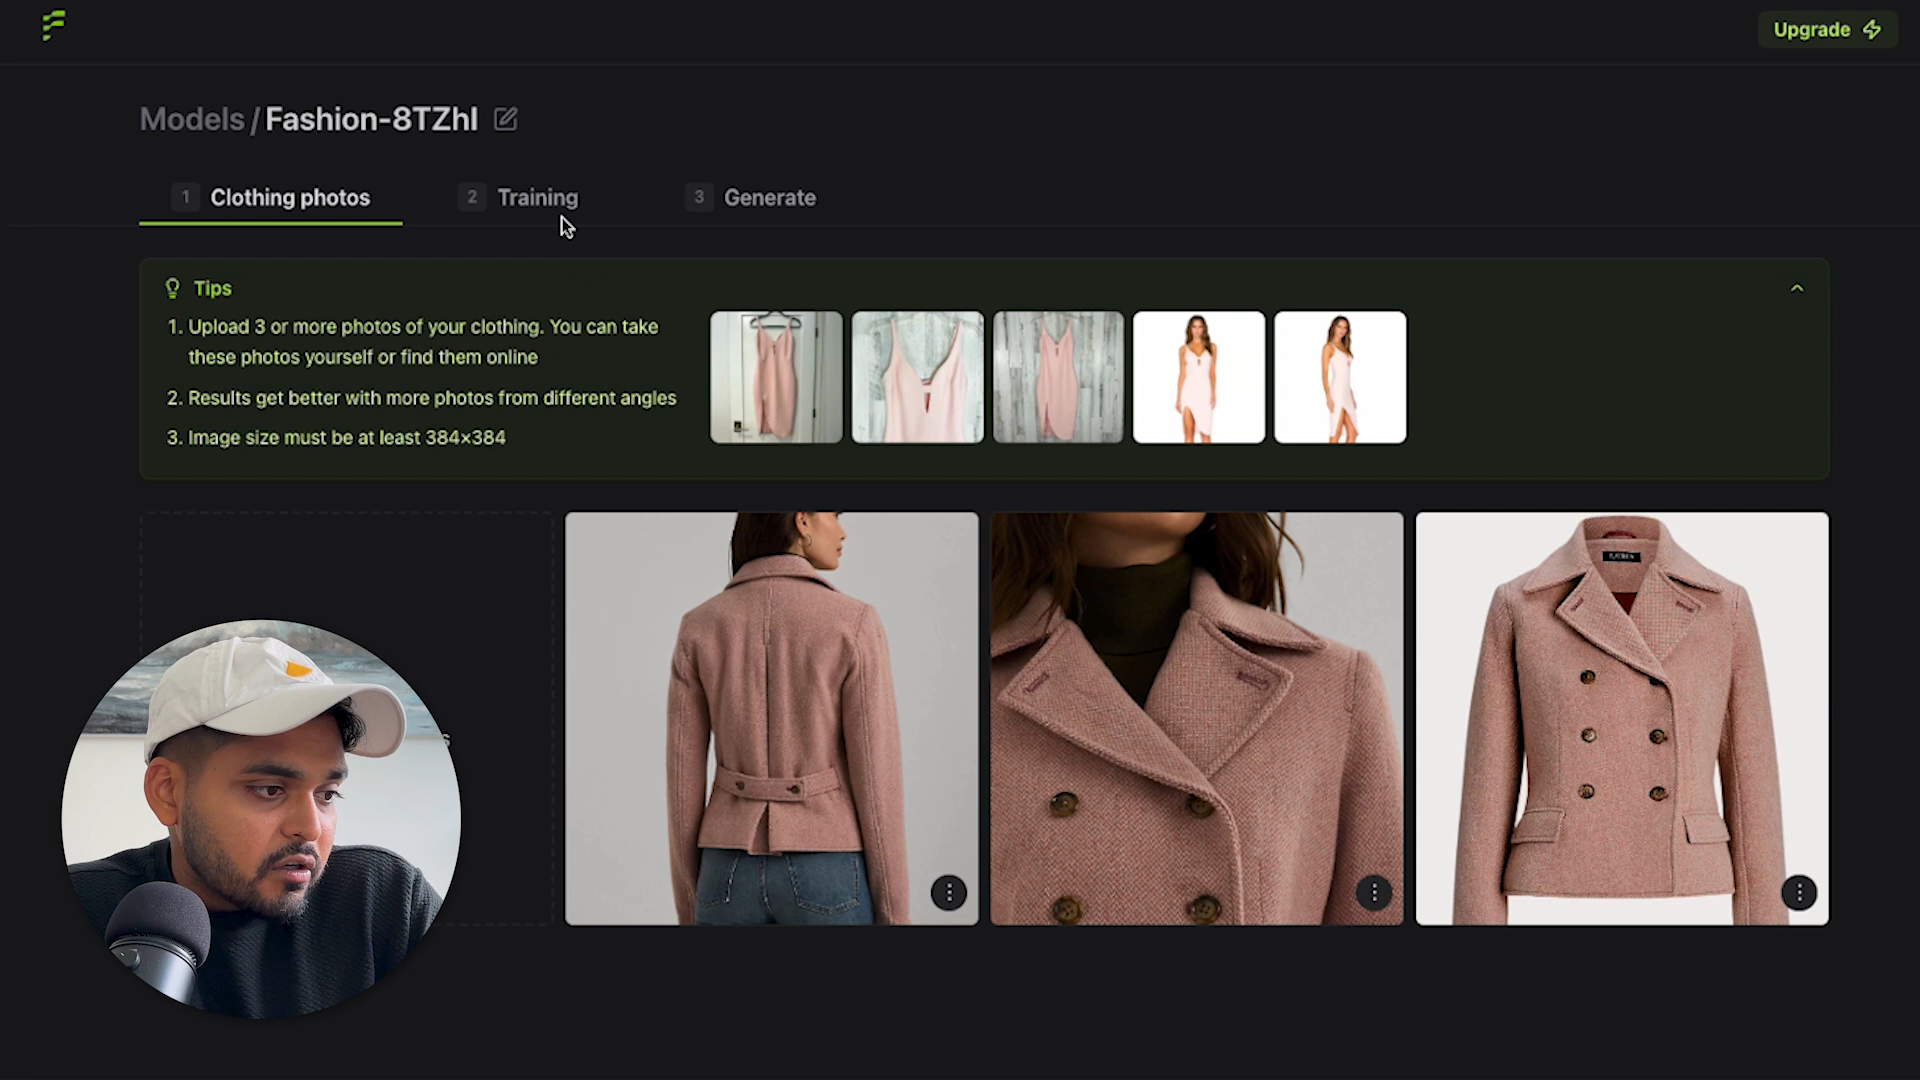 Upgrade
Models / Fashion-8TZhI
1 Clothing photos
2 Training
3 Generate
Tips
1. Upload 3 or more photos of your clothing. You can take
these photos yourself or find them online
2. Results get better with more photos from different angles
3. Image size must be at least 384×384